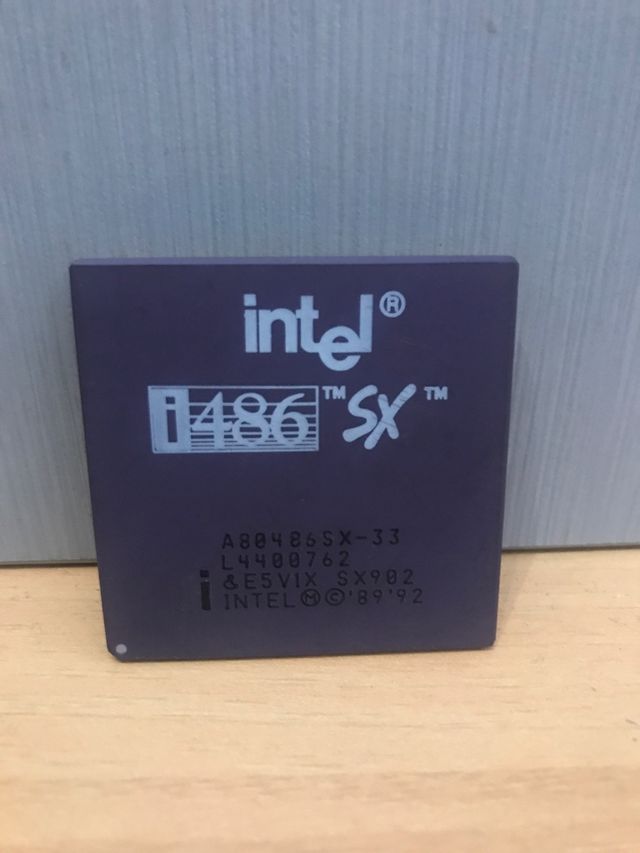 intel®
i486™ SX™
A80486SX-33
L4400762
i &E5V1X SX902
INTEL Ⓜ©'89'92